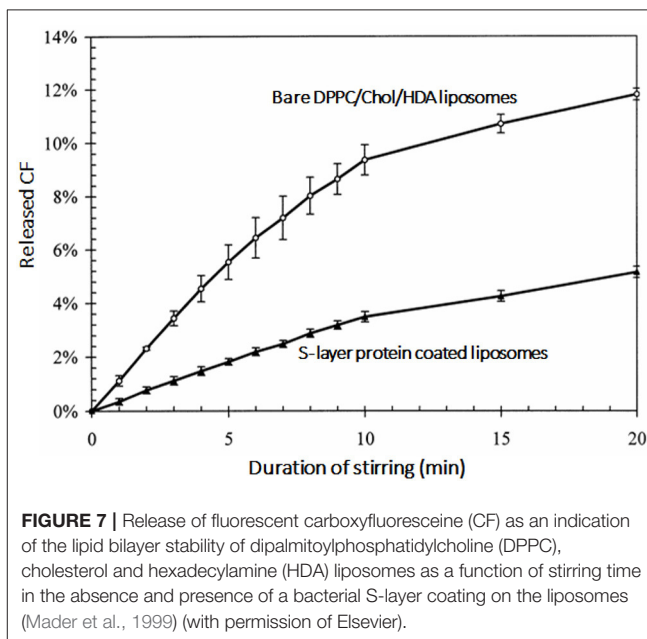 14%
12%
10%
8%
6%
4%
2%
0%
Released CF
Bare DPPC/Chol/HDA liposomes
S-layer protein coated liposomes
0
5
10
15
20
Duration of stirring (min)
FIGURE 7 | Release of fluorescent carboxyfluoresceine (CF) as an indication
of the lipid bilayer stability of dipalmitoylphosphatidylcholine (DPPC),
cholesterol and hexadecylamine (HDA) liposomes as a function of stirring time
in the absence and presence of a bacterial S-layer coating on the liposomes
(Mader et al., 1999) (with permission of Elsevier).